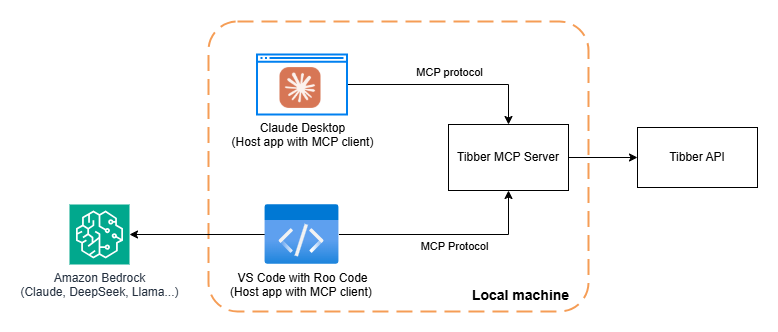 MCP protocol
Claude Desktop
(Host app with MCP client)
Tibber MCP Server
Tibber API
MCP Protocol
Amazon Bedrock
(Claude, DeepSeek, Llama...)
VS Code with Roo Code
(Host app with MCP client)
Local machine